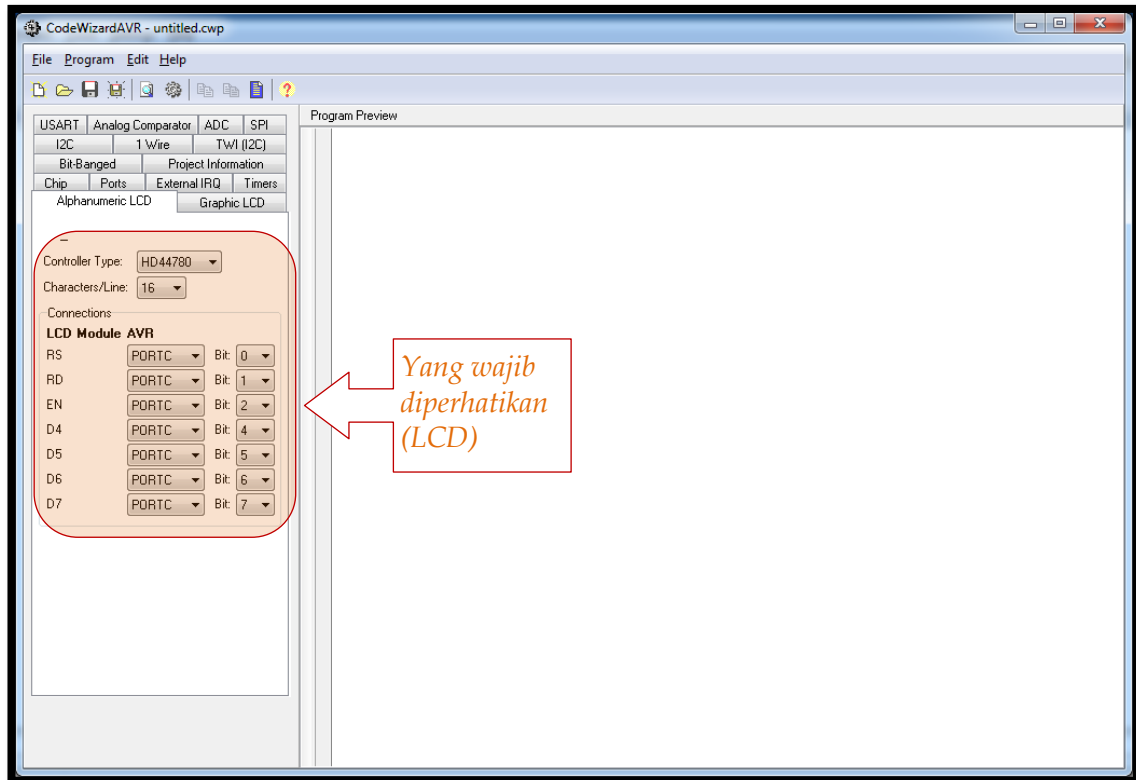 CodeWizardAVR - untitled.cwp
File Program Edit Help
USART Analog Comparator ADC SPI
I2C 1 Wire TWI (I2C)
Bit-Banged Project Information
Chip Ports External IRQ Timers
Alphanumeric LCD Graphic LCD
Controller Type: HD44780
Characters/Line: 16
Connections
LCD Module AVR
RS PORTC Bit: 0
RD PORTC Bit: 1
EN PORTC Bit: 2
D4 PORTC Bit: 4
D5 PORTC Bit: 5
D6 PORTC Bit: 6
D7 PORTC Bit: 7
Program Preview
Yang wajib
diperhatikan
(LCD)